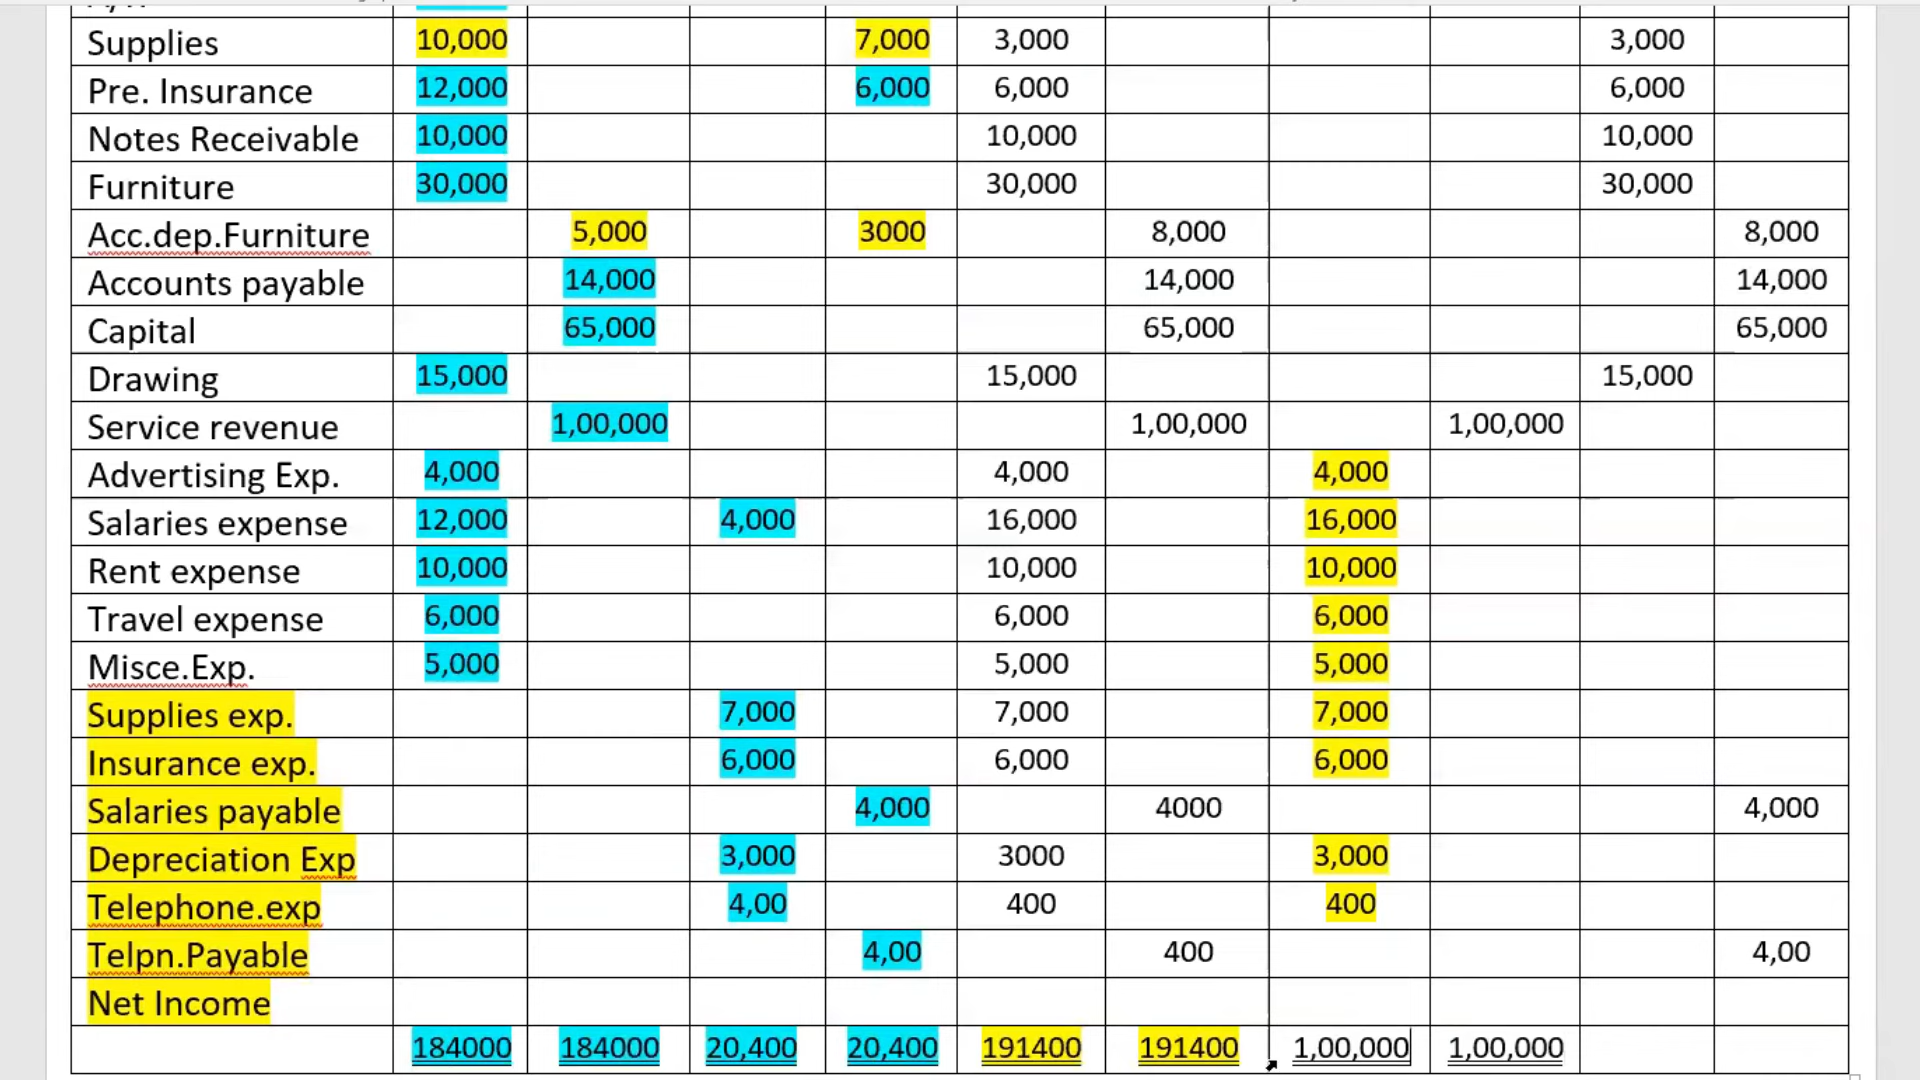 Supplies 10,000 7,000 3,000 3,000
Pre. Insurance 12,000 6,000 6,000 6,000
Notes Receivable 10,000 10,000 10,000
Furniture 30,000 30,000 30,000
Acc.dep.Furniture 5,000 3000 8,000 8,000
Accounts payable 14,000 14,000 14,000
Capital 65,000 65,000 65,000
Drawing 15,000 15,000 15,000
Service revenue 1,00,000 1,00,000 1,00,000
Advertising Exp. 4,000 4,000 4,000
Salaries expense 12,000 4,000 16,000 16,000
Rent expense 10,000 10,000 10,000
Travel expense 6,000 6,000 6,000
Misce.Exp. 5,000 5,000 5,000
Supplies exp. 7,000 7,000 7,000
Insurance exp. 6,000 6,000 6,000
Salaries payable 4,000 4000 4,000
Depreciation Exp 3,000 3000 3,000
Telephone.exp 4,00 400 400
Telpn.Payable 4,00 400 4,00
Net Income
184000 184000 20,400 20,400 191400 191400 1,00,000 1,00,000